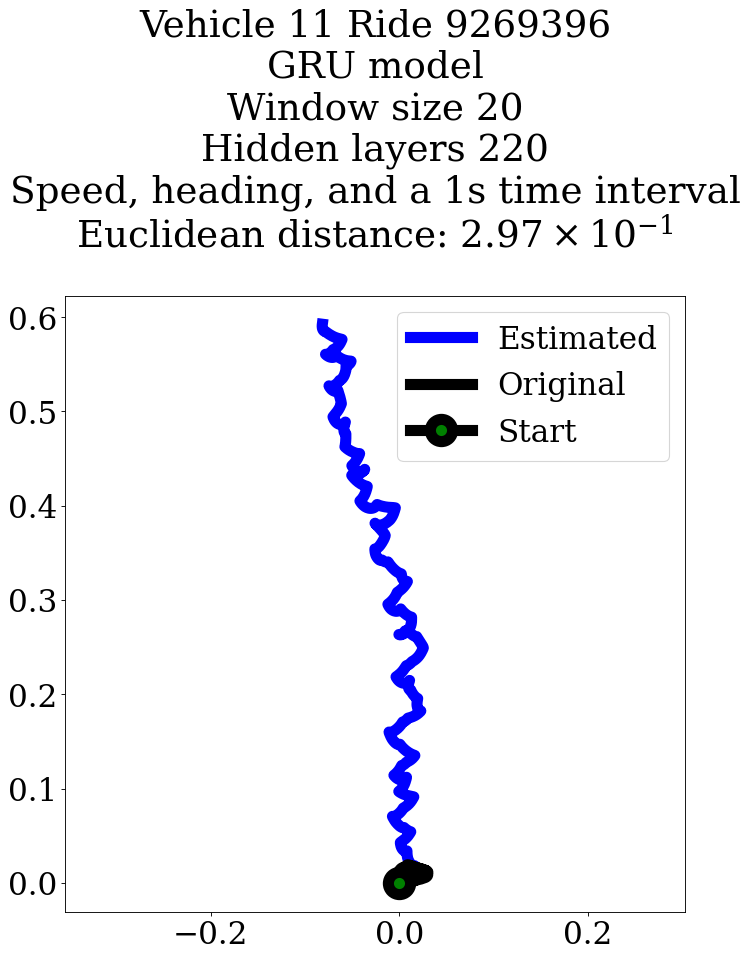 Vehicle 11 Ride 9269396
GRU model
Window size 20
Hidden layers 220
Speed, heading, and a 1s time interval
Euclidean distance: 2.97 × 10⁻¹
0.6
0.5
0.4
0.3
0.2
0.1
0.0
Estimated
Original
Start
−0.2
0.0
0.2